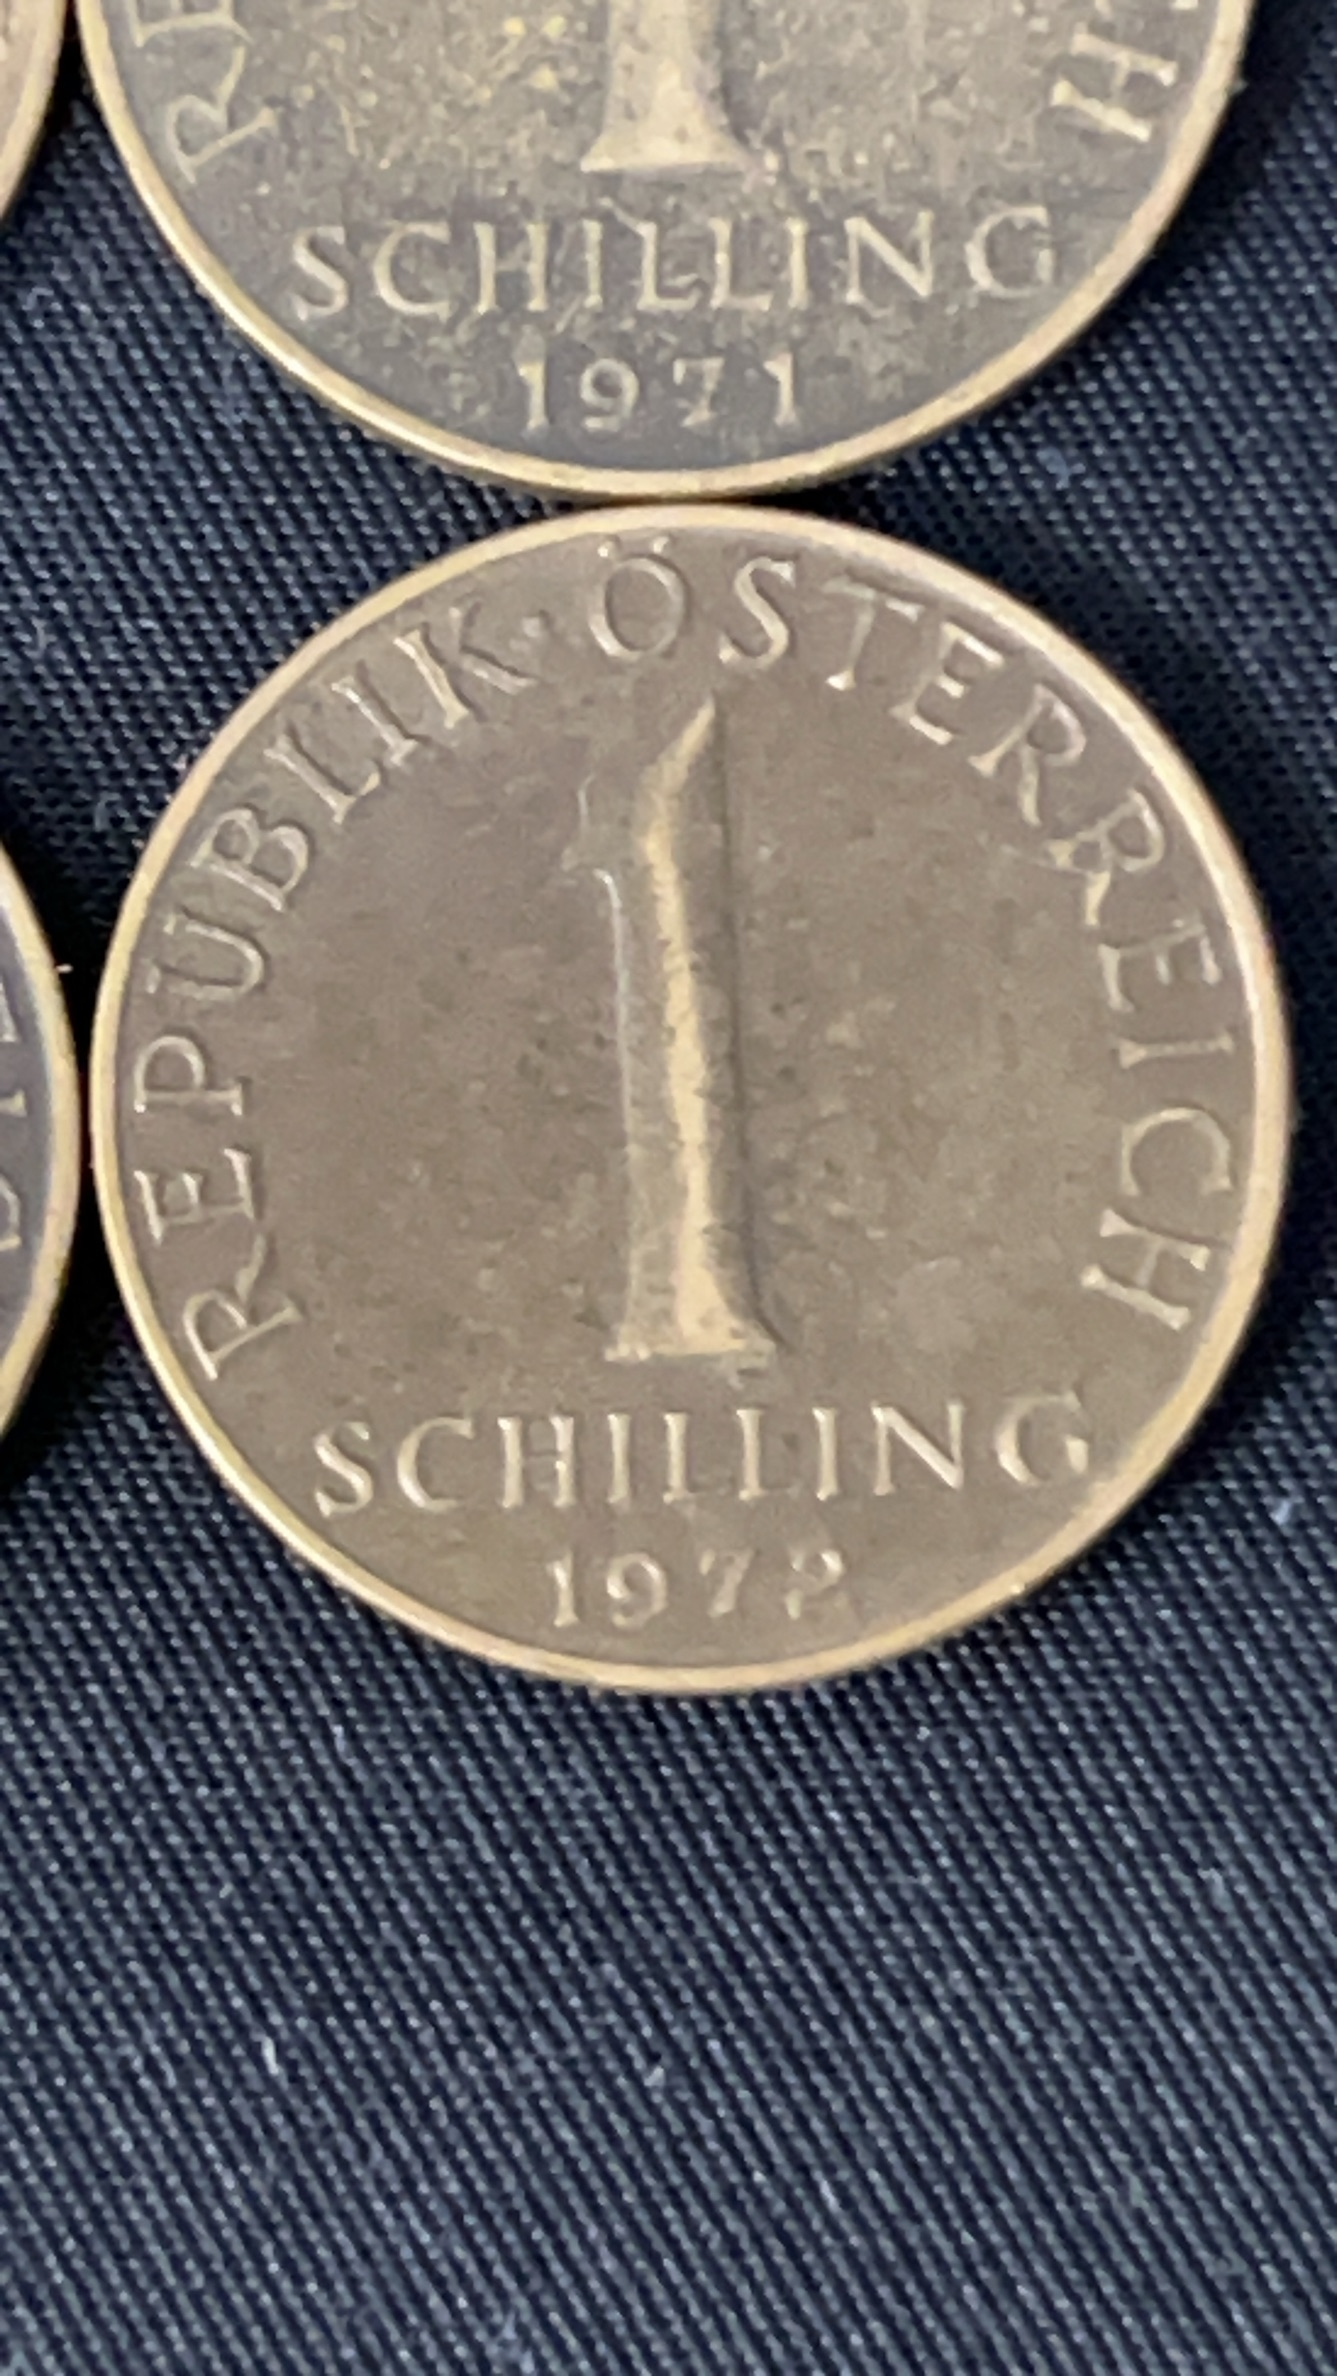 SCHILLING
1971
REPUBLIK·ÖSTERREICH
1
SCHILLING
1972